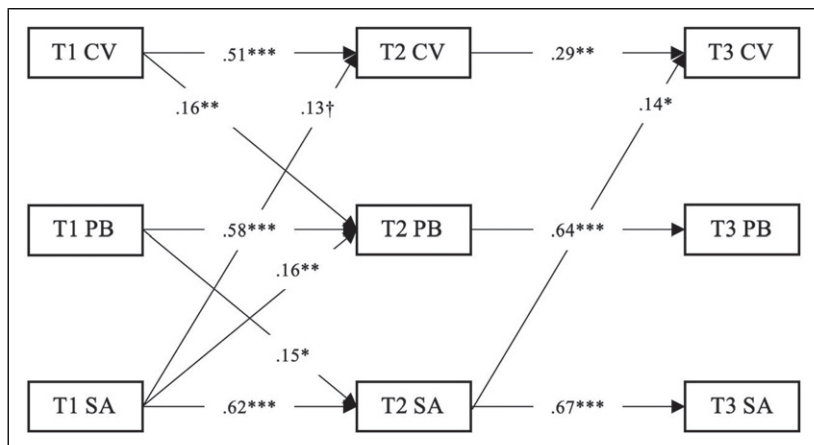 T1 CV
.51***
T2 CV
.29**
T3 CV
.16**
.13†
.14*
T1 PB
.58***
T2 PB
.64***
T3 PB
.16**
.15*
T1 SA
.62***
T2 SA
.67***
T3 SA